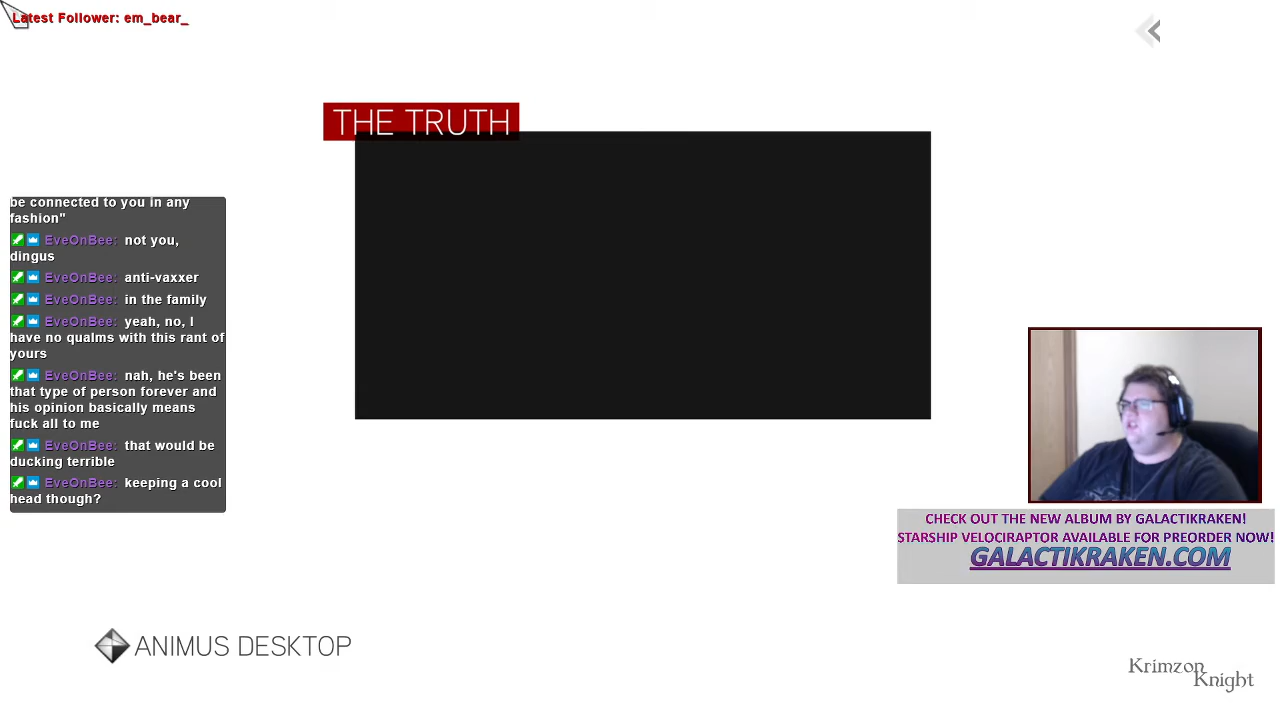 Latest Follower: em_bear_
THE TRUTH
be connected to you in any
fashion"
EveOnBee: not you,
dingus
EveOnBee: anti-vaxxer
EveOnBee: in the family
EveOnBee: yeah, no, I
have no qualms with this rant of
yours
EveOnBee: nah, he's been
that type of person forever and
his opinion basically means
fuck all to me
EveOnBee: that would be
ducking terrible
EveOnBee: keeping a cool
head though?
CHECK OUT THE NEW ALBUM BY GALACTIKRAKEN!
STARSHIP VELOCIRAPTOR AVAILABLE FOR PREORDER NOW!
GALACTIKRAKEN.COM
ANIMUS DESKTOP
Krimzon
Knight